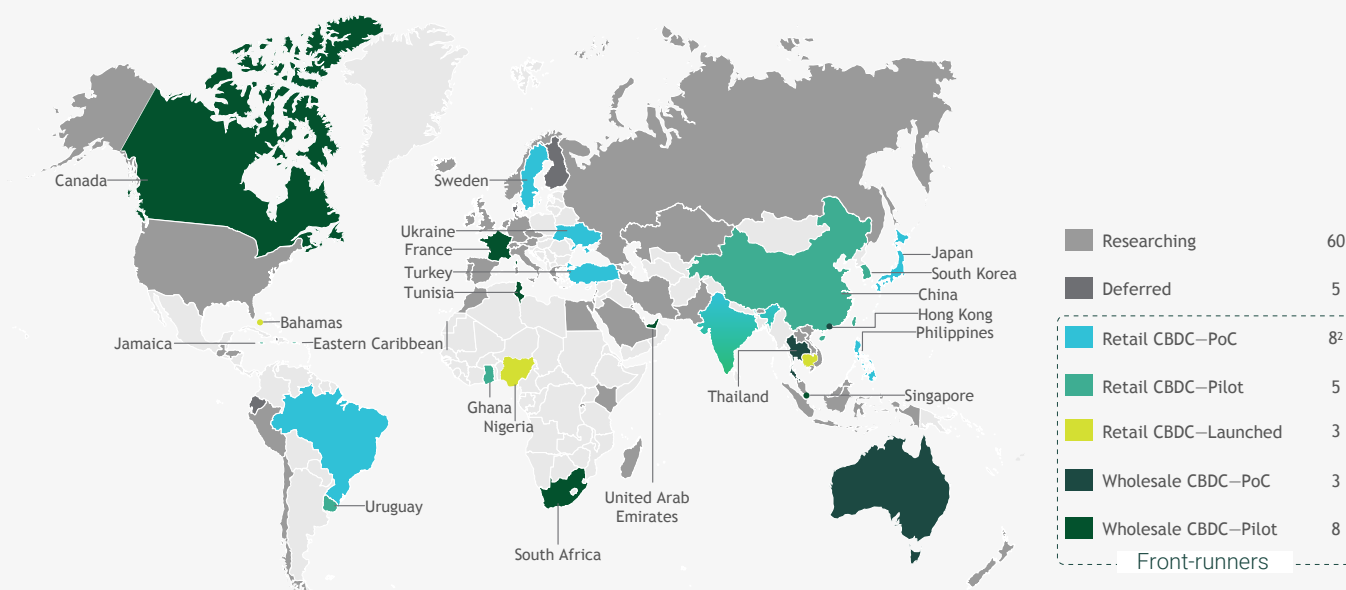 Canada
Sweden
Ukraine
France
Turkey
Tunisia
Bahamas
Jamaica
Eastern Caribbean
Ghana
Nigeria
Uruguay
South Africa
United Arab
Emirates
Thailand
Japan
South Korea
China
Hong Kong
Philippines
Singapore
Researching 60
Deferred 5
Retail CBDC—PoC 8²
Retail CBDC—Pilot 5
Retail CBDC—Launched 3
Wholesale CBDC—PoC 3
Wholesale CBDC—Pilot 8
Front-runners